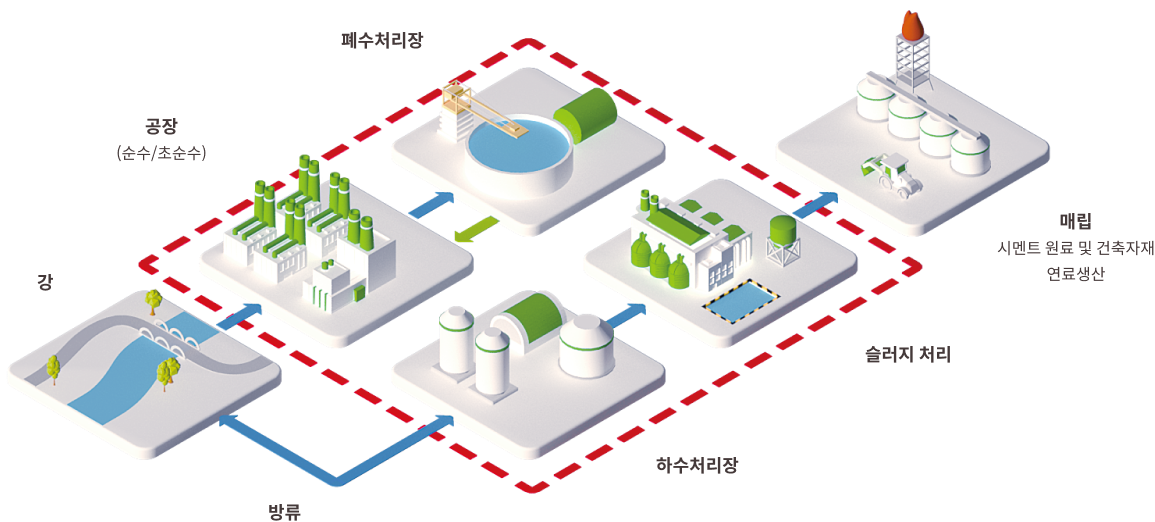 폐수처리장
공장
(순수/초순수)
강
매립
시멘트 원료 및 건축자재
연료생산
슬러지 처리
하수처리장
방류